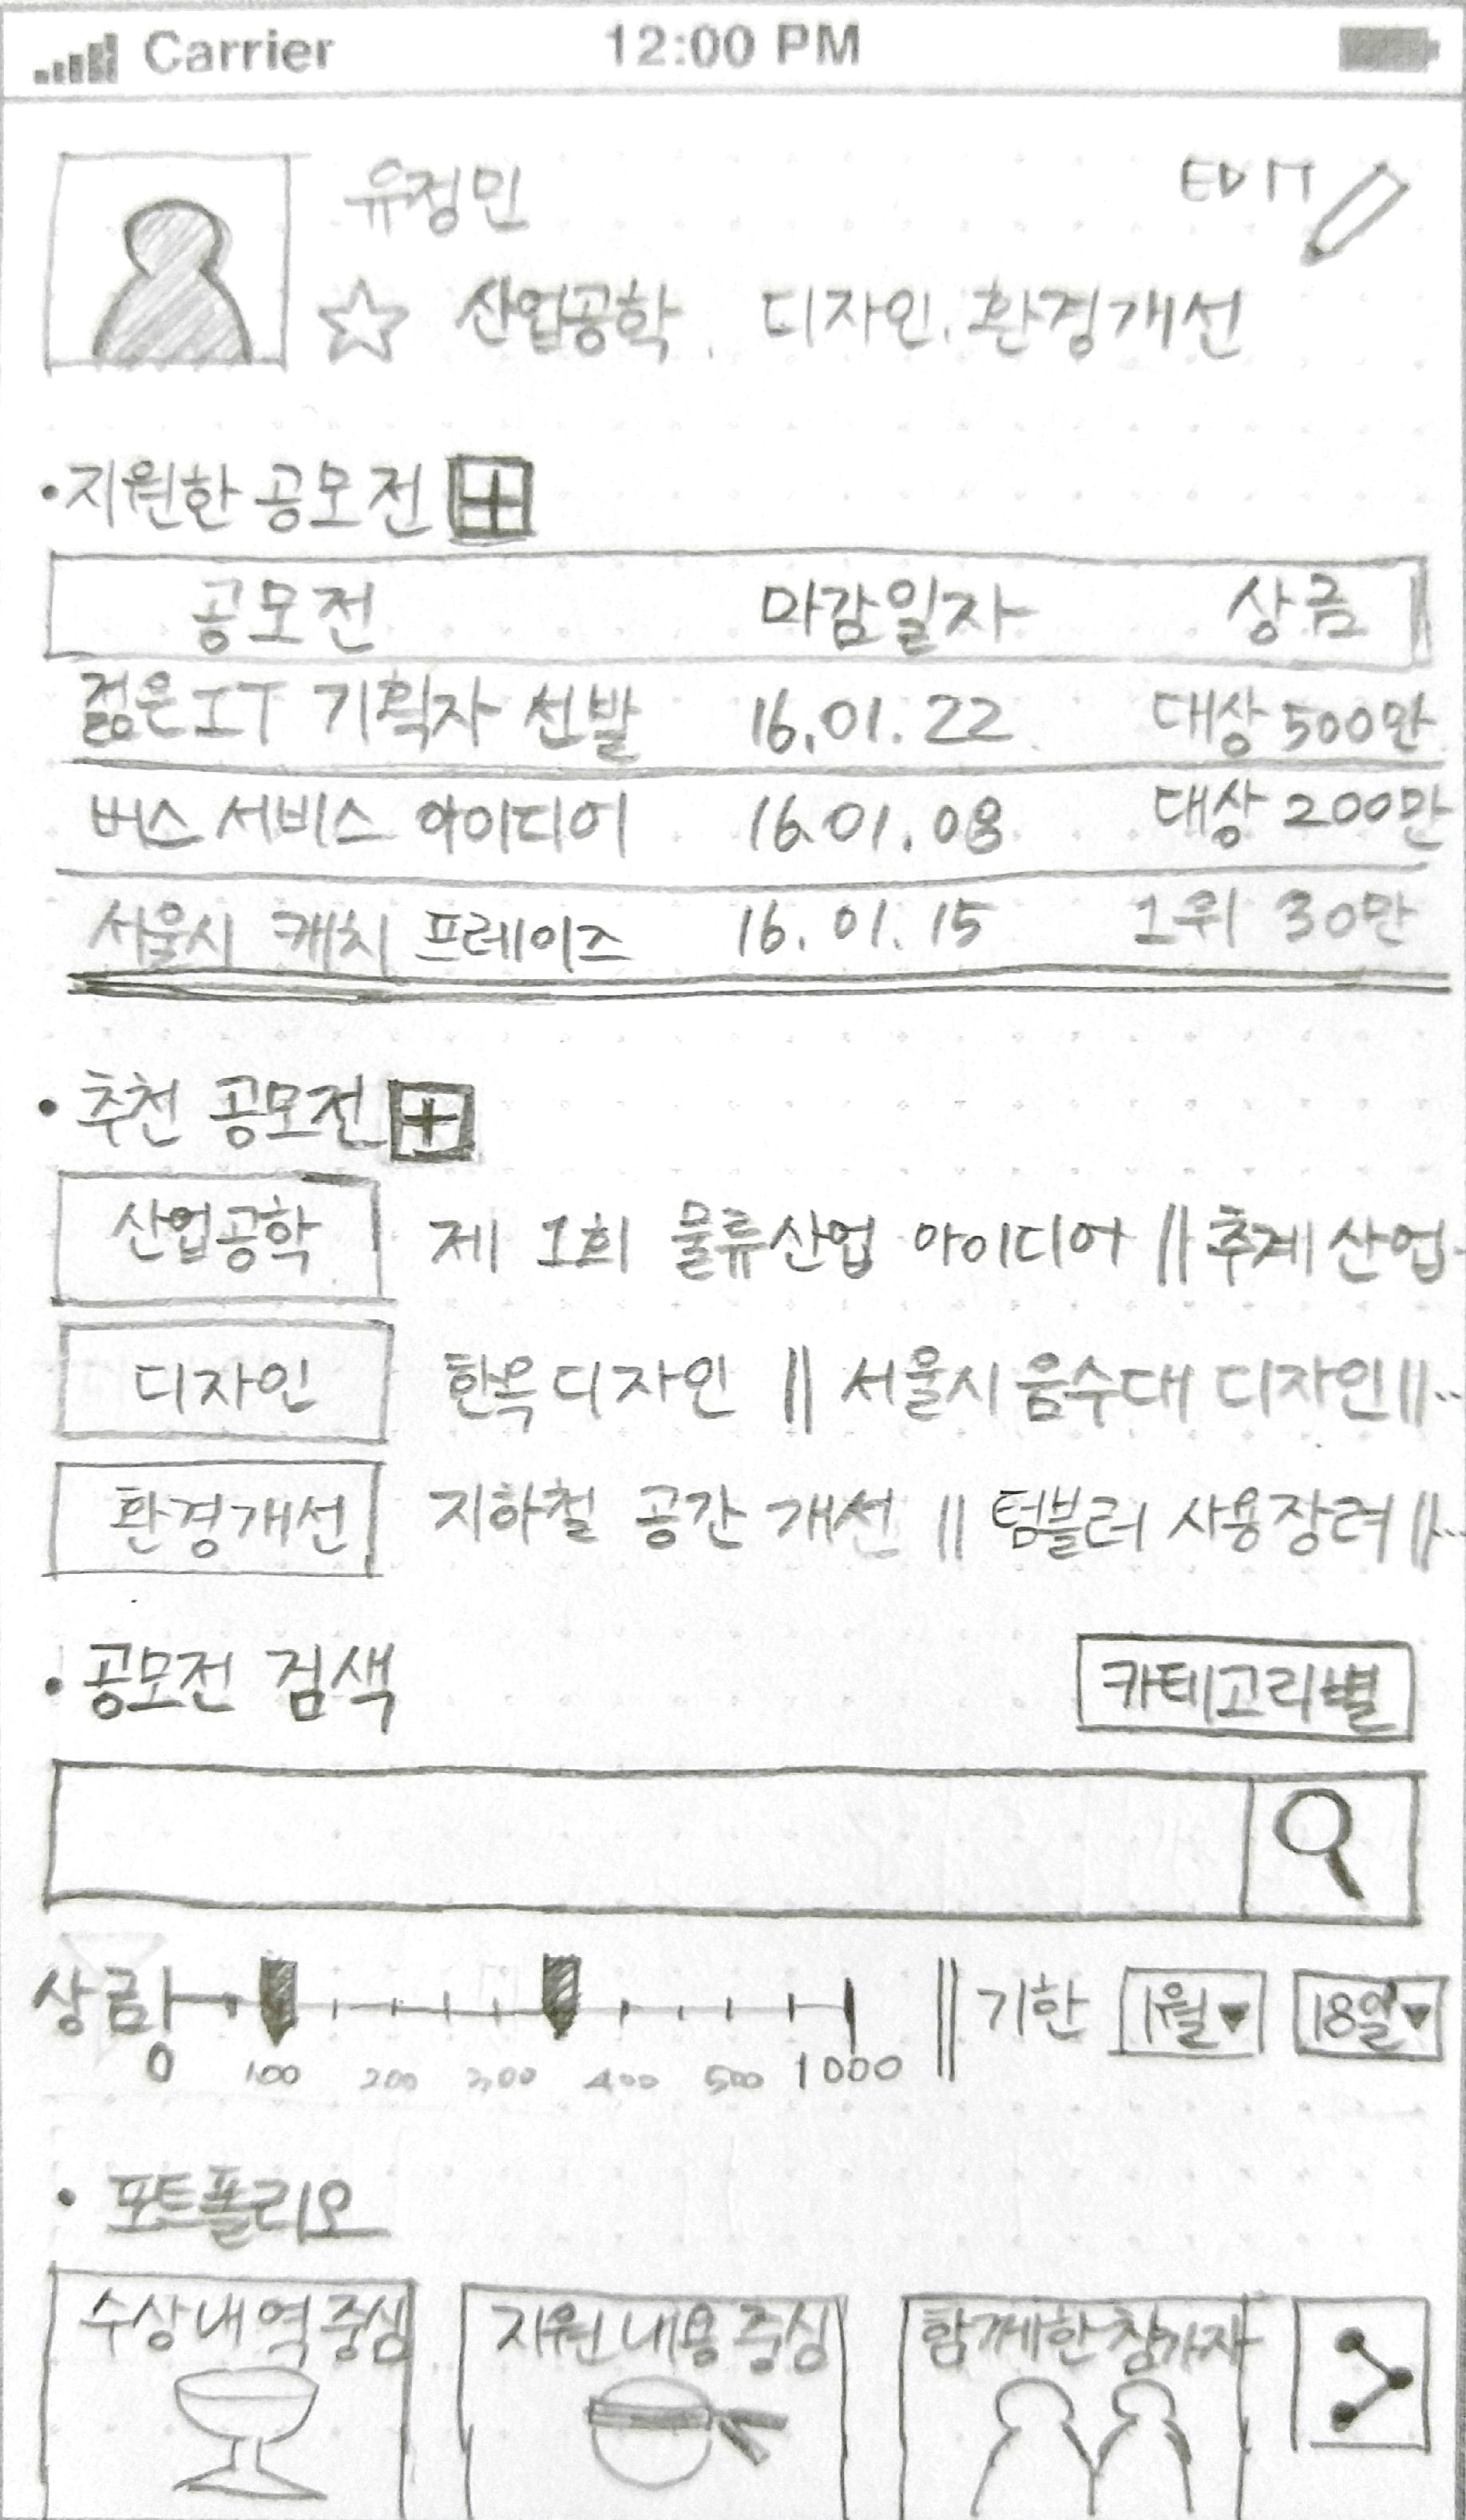 Carrier 12:00 PM
유정민 EDIT
산업공학, 디자인, 환경개선
•지원한 공모전
공모전 마감일자 상금
젊은 IT 기획자 선발 16.01.22 대상 500만
버스 서비스 아이디어 16.01.08 대상 200만
서울시 캐치 프레이즈 16.01.15 1위 30만
•추천 공모전
산업공학 제 1회 물류산업 아이디어 || 추계 산업..
디자인 한옥 디자인 || 서울시 음수대 디자인 ||..
환경개선 지하철 공간 개선 || 텀블러 사용장려 ||...
•공모전 검색 카테고리별
상금 || 기한 1월▼ 18일▼
0 100 200 300 400 500 1000
• 포트폴리오
수상내역중심 지원내용중심 함께한참가자